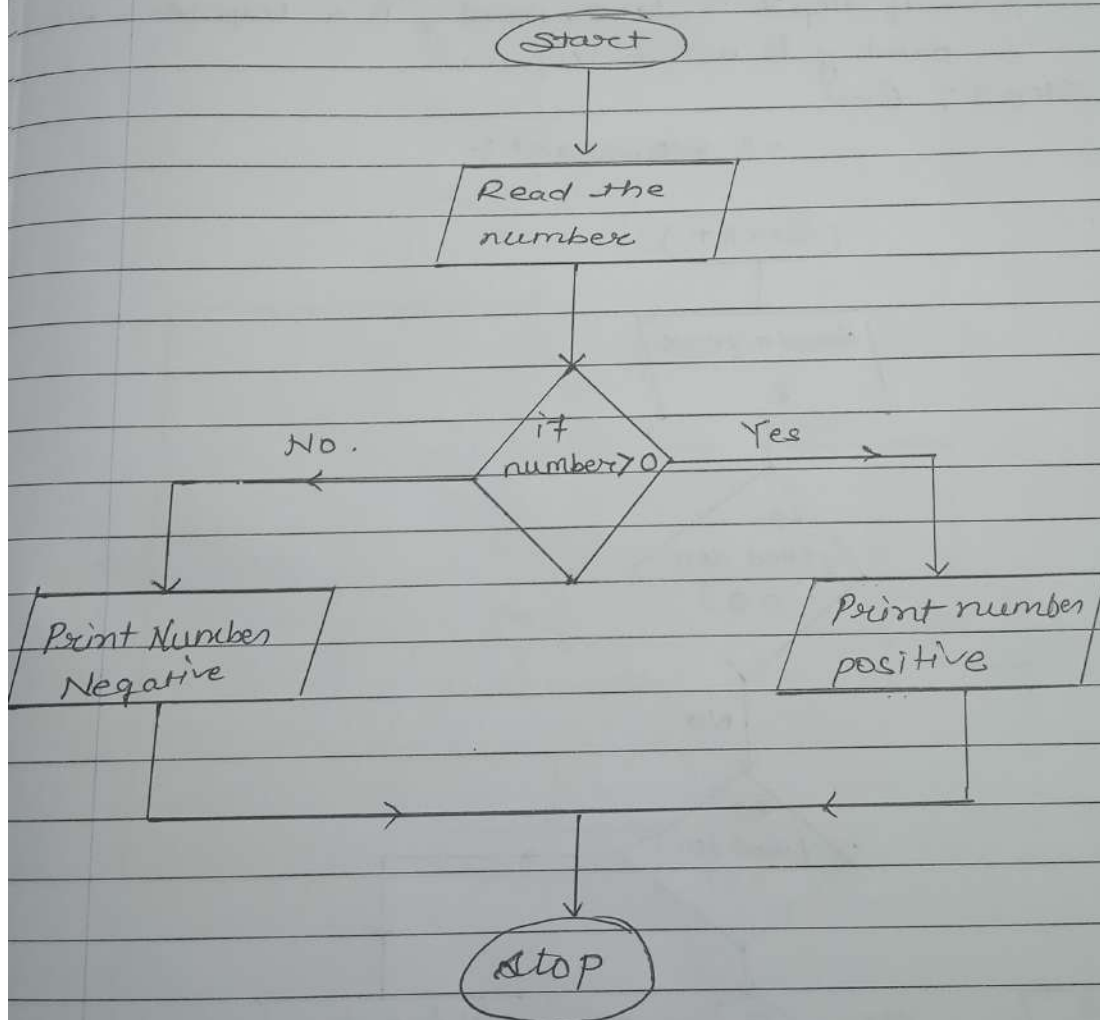 Start
Read the
number
if
number>0
No.
Yes
Print Number
Negative
Print number
positive
Stop